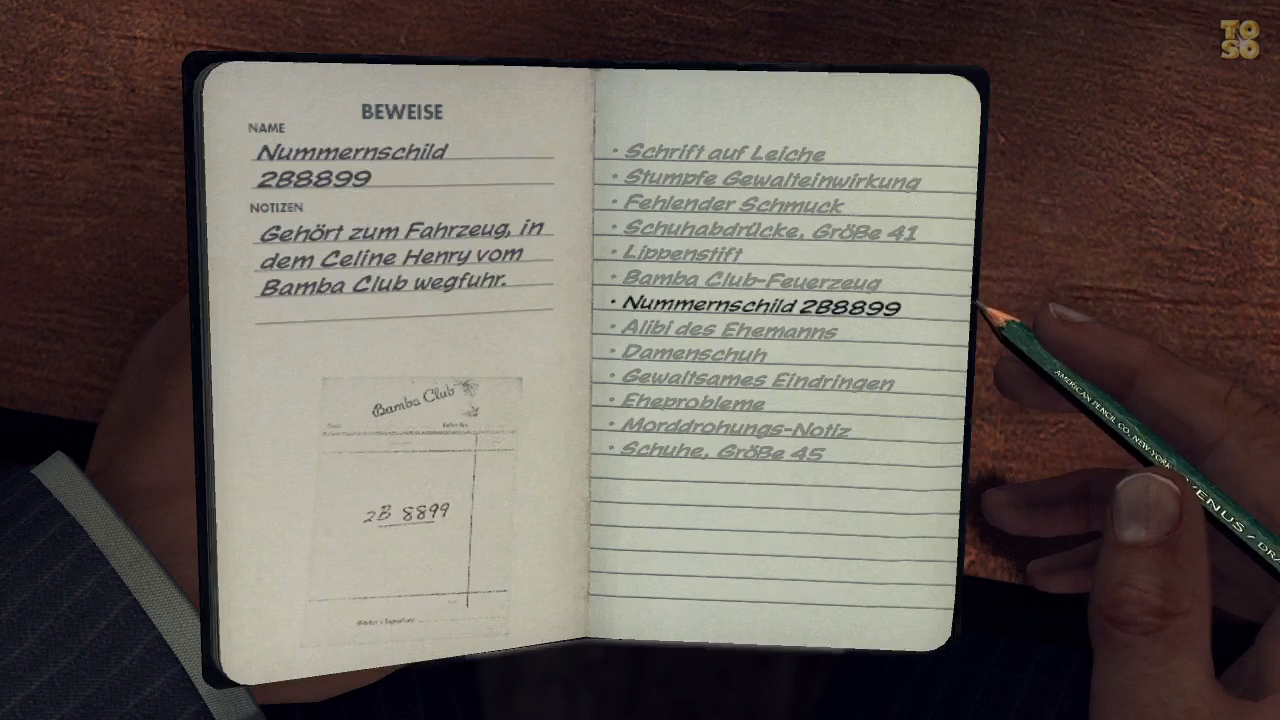 TO
SO
BEWEISE
NAME
Nummernschild
2B8899
NOTIZEN
Gehört zum Fahrzeug, in
dem Celine Henry vom
Bamba Club wegfuhr.
Bamba Club
2B 8899
• Schrift auf Leiche
• Stumpfe Gewalteinwirkung
• Fehlender Schmuck
• Schuhabdrücke, Größe 41
• Lippenstift
• Bamba Club-Feuerzeug
• Nummernschild 2B8899
• Alibi des Ehemanns
• Damenschuh
• Gewaltsames Eindringen
• Eheprobleme
• Morddrohungs-Notiz
• Schuhe, Größe 45
AMERICAN PENCIL CO. NEW YORK
VENUS / DRA